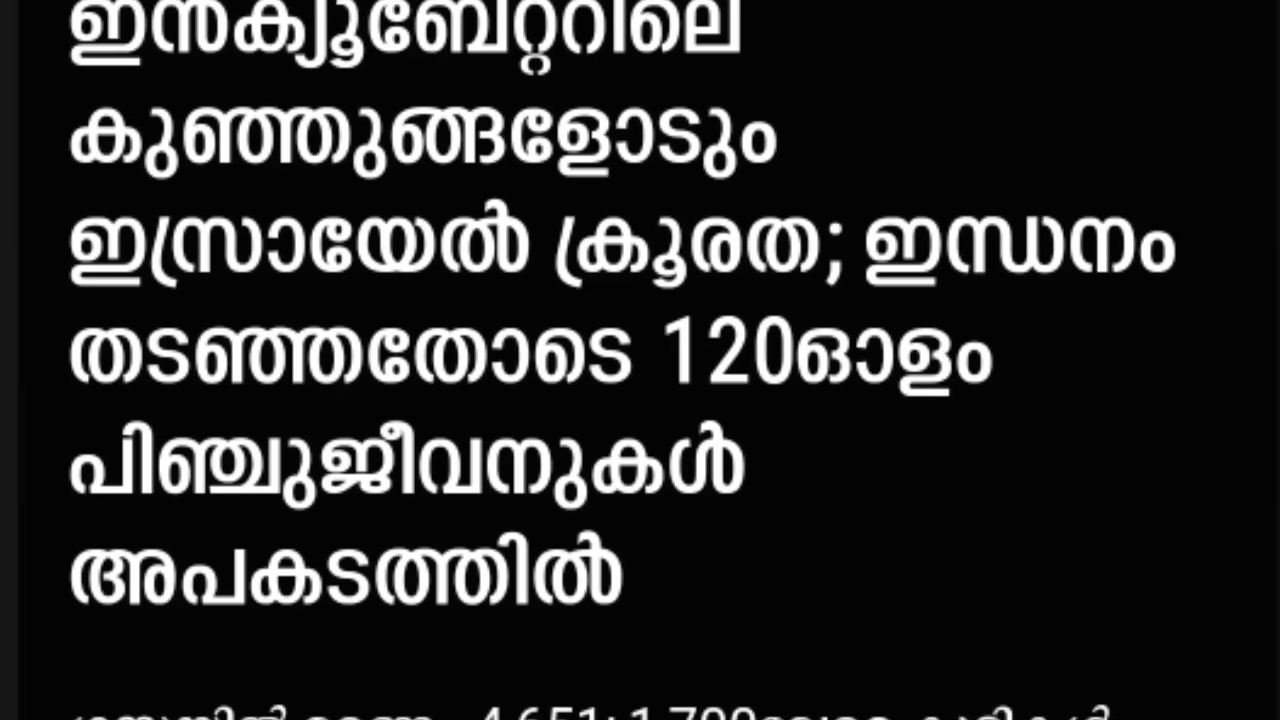 ഇൻക്യൂബേറ്ററിലെ
കുഞ്ഞുങ്ങളോടും
ഇസ്രായേൽ ക്രൂരത; ഇന്ധനം
തടഞ്ഞതോടെ 120ഓളം
പിഞ്ചുജീവനുകൾ
അപകടത്തിൽ